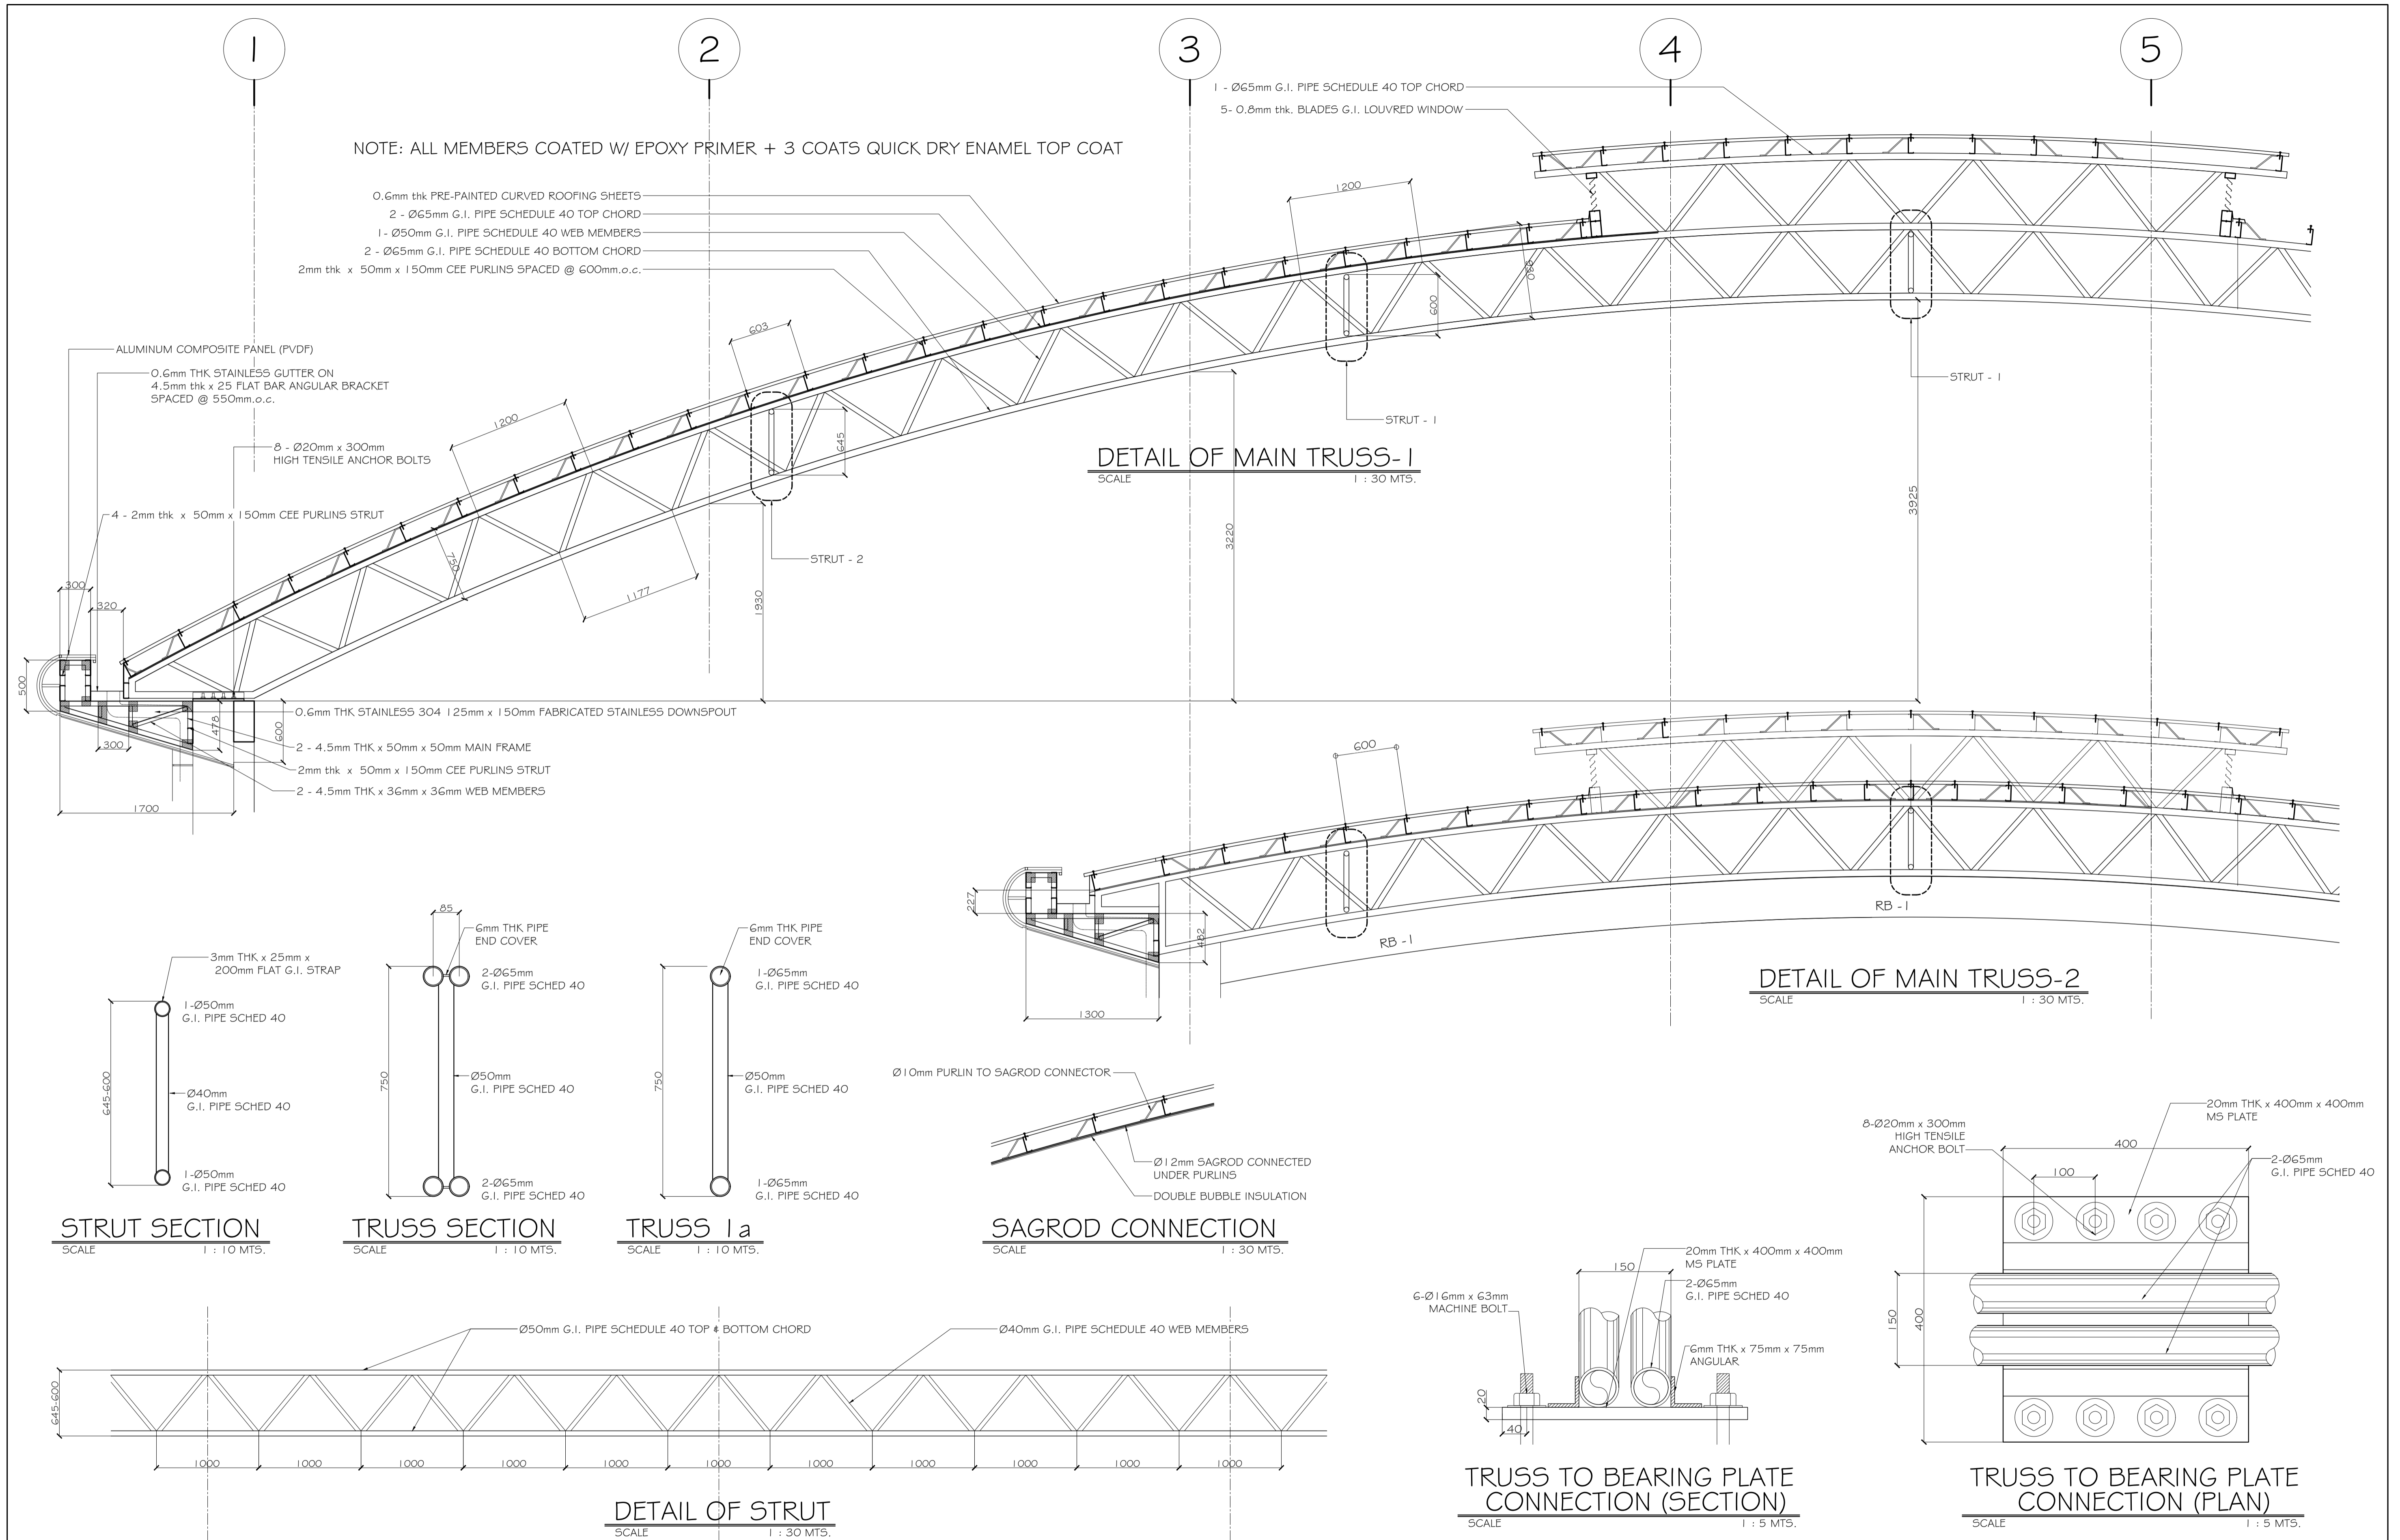 1
2
3
4
5
1 - Ø65mm G.I. PIPE SCHEDULE 40 TOP CHORD
5- 0.8mm thk. BLADES G.I. LOUVRED WINDOW
NOTE: ALL MEMBERS COATED W/ EPOXY PRIMER + 3 COATS QUICK DRY ENAMEL TOP COAT
0.6mm thk PRE-PAINTED CURVED ROOFING SHEETS
2 - Ø65mm G.I. PIPE SCHEDULE 40 TOP CHORD
1- Ø50mm G.I. PIPE SCHEDULE 40 WEB MEMBERS
2 - Ø65mm G.I. PIPE SCHEDULE 40 BOTTOM CHORD
2mm thk x 50mm x 150mm CEE PURLINS SPACED @ 600mm.o.c.
1200
990
600
603
ALUMINUM COMPOSITE PANEL (PVDF)
0.6mm THK STAINLESS GUTTER ON
4.5mm thk x 25 FLAT BAR ANGULAR BRACKET
SPACED @ 550mm.o.c.
STRUT - 1
STRUT - 1
1200
645
8 - Ø20mm x 300mm
HIGH TENSILE ANCHOR BOLTS
DETAIL OF MAIN TRUSS-1
SCALE 1 : 30 MTS.
4 - 2mm thk x 50mm x 150mm CEE PURLINS STRUT
750
STRUT - 2
1177
1930
3220
3925
300
320
500
478
600
300
1700
0.6mm THK STAINLESS 304 125mm x 150mm FABRICATED STAINLESS DOWNSPOUT
2 - 4.5mm THK x 50mm x 50mm MAIN FRAME
2mm thk x 50mm x 150mm CEE PURLINS STRUT
2 - 4.5mm THK x 36mm x 36mm WEB MEMBERS
600
227
482
1300
RB -1
RB -1
DETAIL OF MAIN TRUSS-2
SCALE 1 : 30 MTS.
3mm THK x 25mm x
200mm FLAT G.I. STRAP
1-Ø50mm
G.I. PIPE SCHED 40
645-600
Ø40mm
G.I. PIPE SCHED 40
1-Ø50mm
G.I. PIPE SCHED 40
STRUT SECTION
SCALE 1 : 10 MTS.
85
6mm THK PIPE
END COVER
2-Ø65mm
G.I. PIPE SCHED 40
750
Ø50mm
G.I. PIPE SCHED 40
2-Ø65mm
G.I. PIPE SCHED 40
TRUSS SECTION
SCALE 1 : 10 MTS.
6mm THK PIPE
END COVER
1-Ø65mm
G.I. PIPE SCHED 40
750
Ø50mm
G.I. PIPE SCHED 40
1-Ø65mm
G.I. PIPE SCHED 40
TRUSS 1a
SCALE 1 : 10 MTS.
Ø10mm PURLIN TO SAGROD CONNECTOR
Ø12mm SAGROD CONNECTED
UNDER PURLINS
DOUBLE BUBBLE INSULATION
SAGROD CONNECTION
SCALE 1 : 30 MTS.
Ø50mm G.I. PIPE SCHEDULE 40 TOP & BOTTOM CHORD
Ø40mm G.I. PIPE SCHEDULE 40 WEB MEMBERS
645-600
1000 1000 1000 1000 1000 1000 1000 1000 1000 1000 1000
DETAIL OF STRUT
SCALE 1 : 30 MTS.
20mm THK x 400mm x 400mm
MS PLATE
150
2-Ø65mm
G.I. PIPE SCHED 40
6-Ø16mm x 63mm
MACHINE BOLT
6mm THK x 75mm x 75mm
ANGULAR
20
40
TRUSS TO BEARING PLATE
CONNECTION (SECTION)
SCALE 1 : 5 MTS.
20mm THK x 400mm x 400mm
MS PLATE
8-Ø20mm x 300mm
HIGH TENSILE
ANCHOR BOLT
400
100
2-Ø65mm
G.I. PIPE SCHED 40
150
400
TRUSS TO BEARING PLATE
CONNECTION (PLAN)
SCALE 1 : 5 MTS.